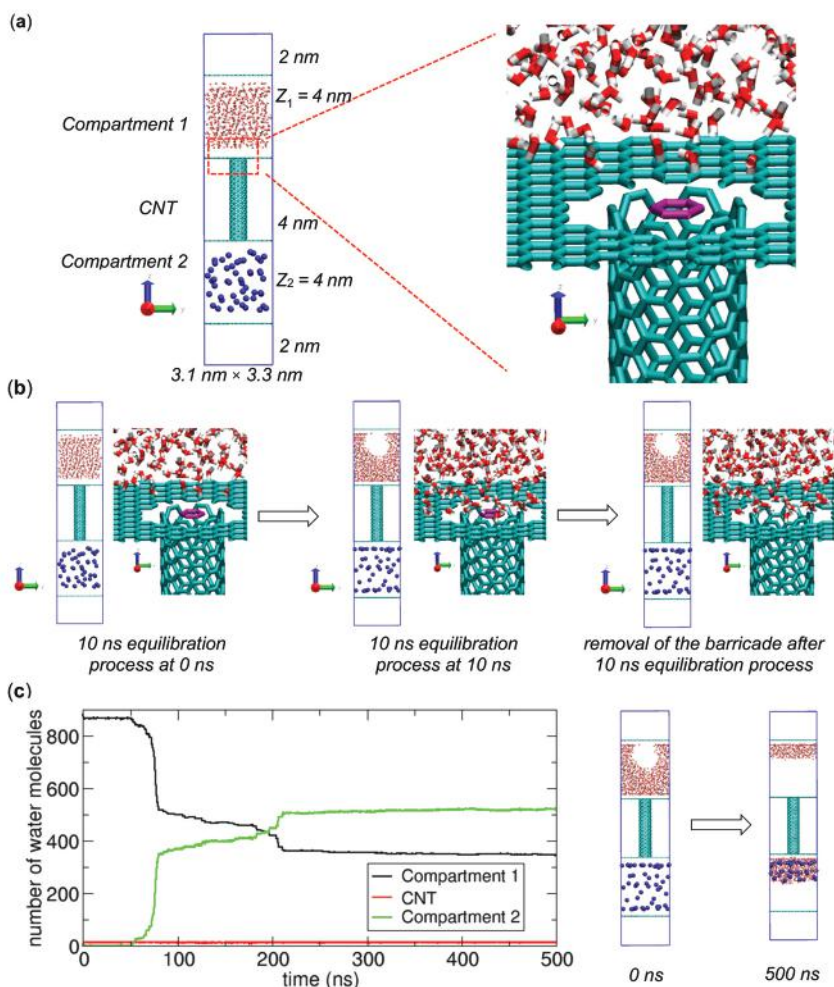 (a)
2 nm
Z₁ = 4 nm
Compartment 1
CNT
4 nm
Compartment 2
Z₂ = 4 nm
2 nm
3.1 nm × 3.3 nm
(b)
10 ns equilibration
process at 0 ns
10 ns equilibration
process at 10 ns
removal of the barricade after
10 ns equilibration process
(c)
number of water molecules
800
600
400
200
0
0
100
200
300
400
500
time (ns)
Compartment 1
CNT
Compartment 2
0 ns
500 ns